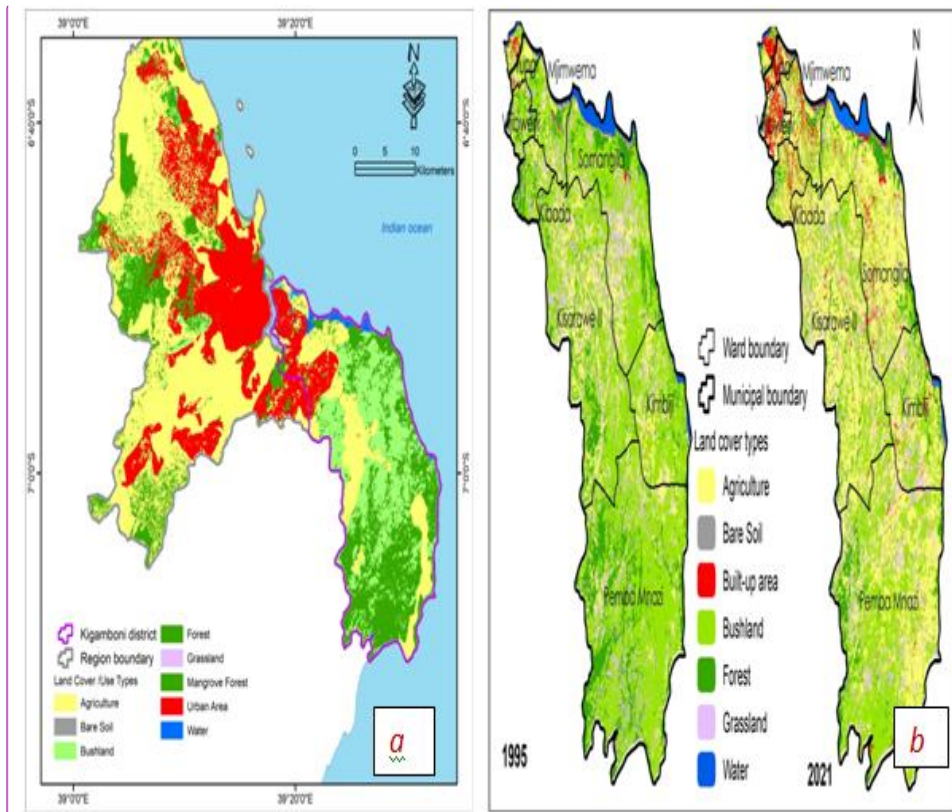 39°0'0"E
39°20'0"E
N
6°40'0"S
6°40'0"S
0
5
10
Kilometers
Indian ocean
7°0'0"S
7°0'0"S
Kigamboni district
Region boundary
Land Cover /Use Types
Agriculture
Bare Soil
Bushland
Forest
Grassland
Mangrove Forest
Urban Area
Water
a
39°0'0"E
39°20'0"E
Mjimwema
Somangila
Kibada
Kisarawe II
Kimbiji
Pemba Mnazi
1995
Ward boundary
Municipal boundary
Land cover types
Agriculture
Bare Soil
Built-up area
Bushland
Forest
Grassland
Water
N
Mjimwema
Kibada
Somangila
Kisarawe II
Kimbiji
Pemba Mnazi
2021
b